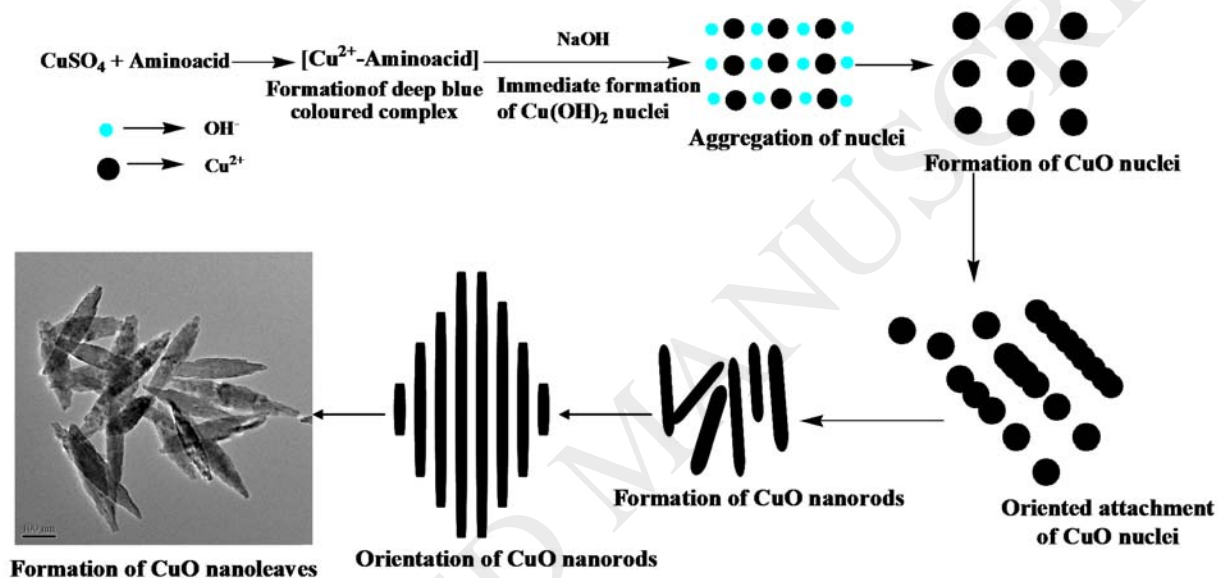 CuSO₄ + Aminoacid
[Cu²⁺-Aminoacid]
Formationof deep blue
coloured complex
NaOH
Immediate formation
of Cu(OH)₂ nuclei
Aggregation of nuclei
Formation of CuO nuclei
OH⁻
Cu²⁺
Oriented attachment
of CuO nuclei
Formation of CuO nanorods
Orientation of CuO nanorods
100 nm
Formation of CuO nanoleaves